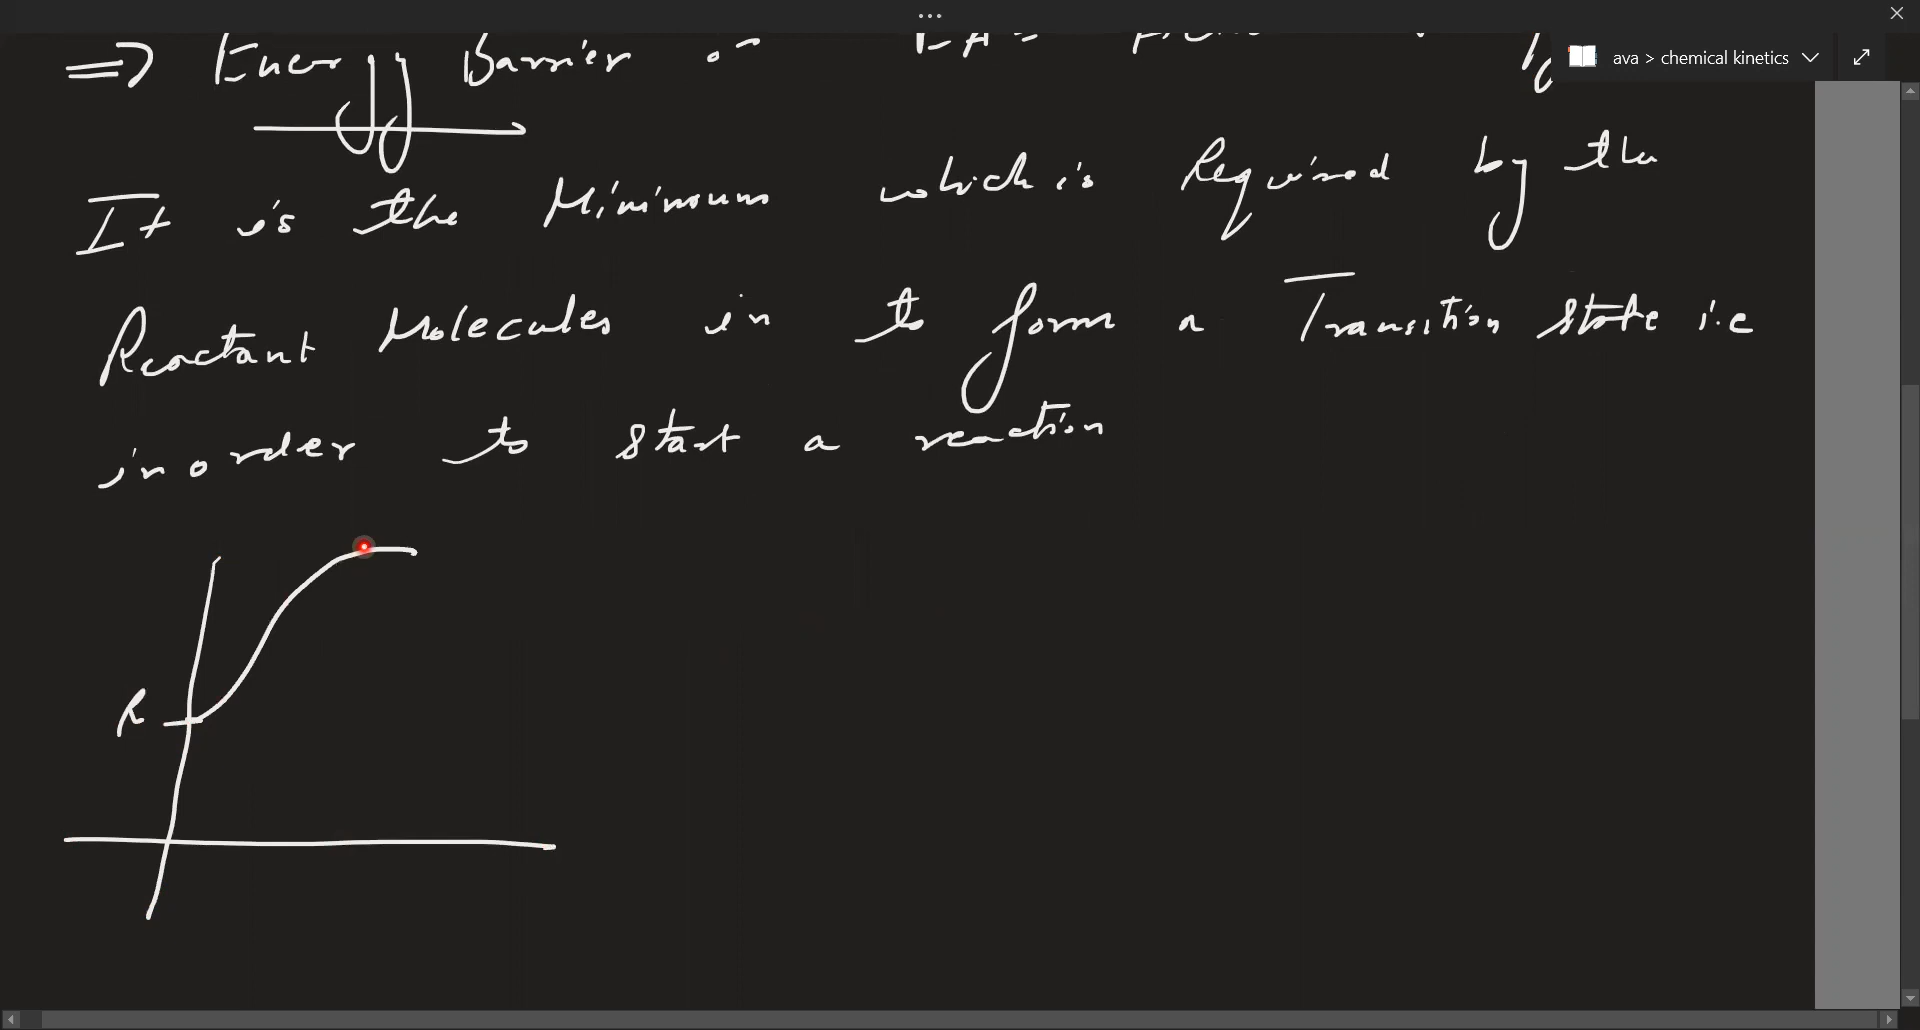 ⇒ Energy Barrier or
ava > chemical kinetics
It is the Minimum which is Required by the
Reactant Molecules in to form a Transition state i.e
in order to start a reaction
R